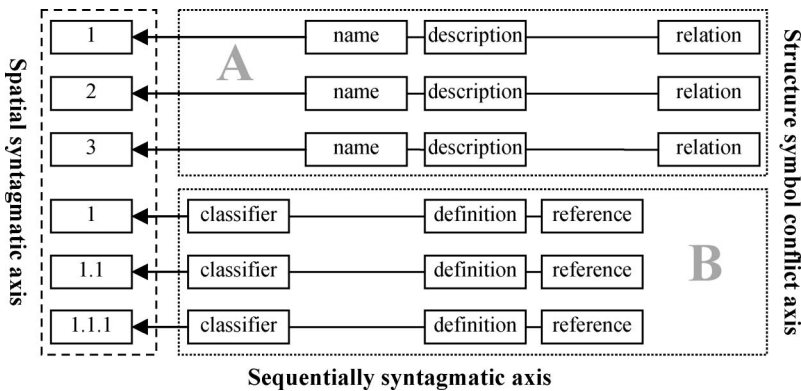 Spatial syntagmatic axis
1 name description relation
A
2 name description relation
3 name description relation
1 classifier definition reference
1.1 classifier definition reference
B
1.1.1 classifier definition reference
Structure symbol conflict axis
Sequentially syntagmatic axis